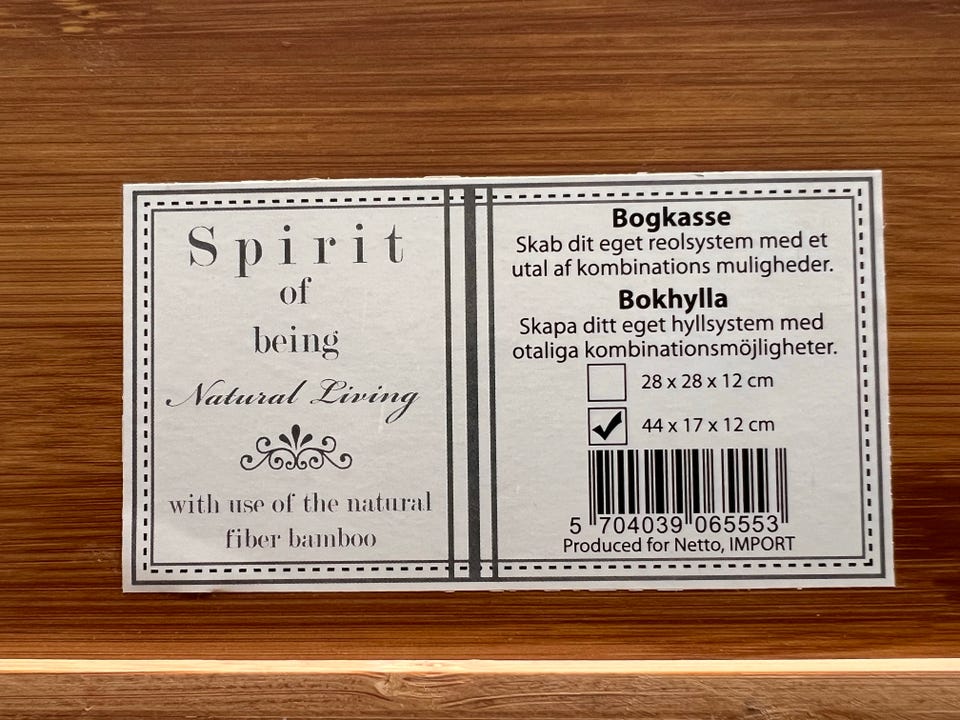 Spirit
of
being
Natural Living
with use of the natural
fiber bamboo
Bogkasse
Skab dit eget reolsystem med et
utal af kombinations muligheder.
Bokhylla
Skapa ditt eget hyllsystem med
otaliga kombinationsmöjligheter.
28 x 28 x 12 cm
44 x 17 x 12 cm
5 704039 065553
Produced for Netto, IMPORT